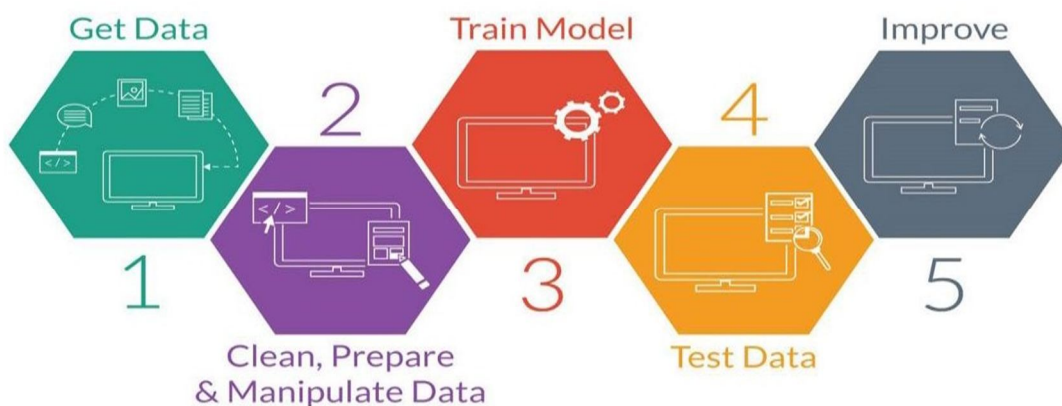 Get Data
1
2
Clean, Prepare
& Manipulate Data
Train Model
3
4
Test Data
Improve
5
</>
</>